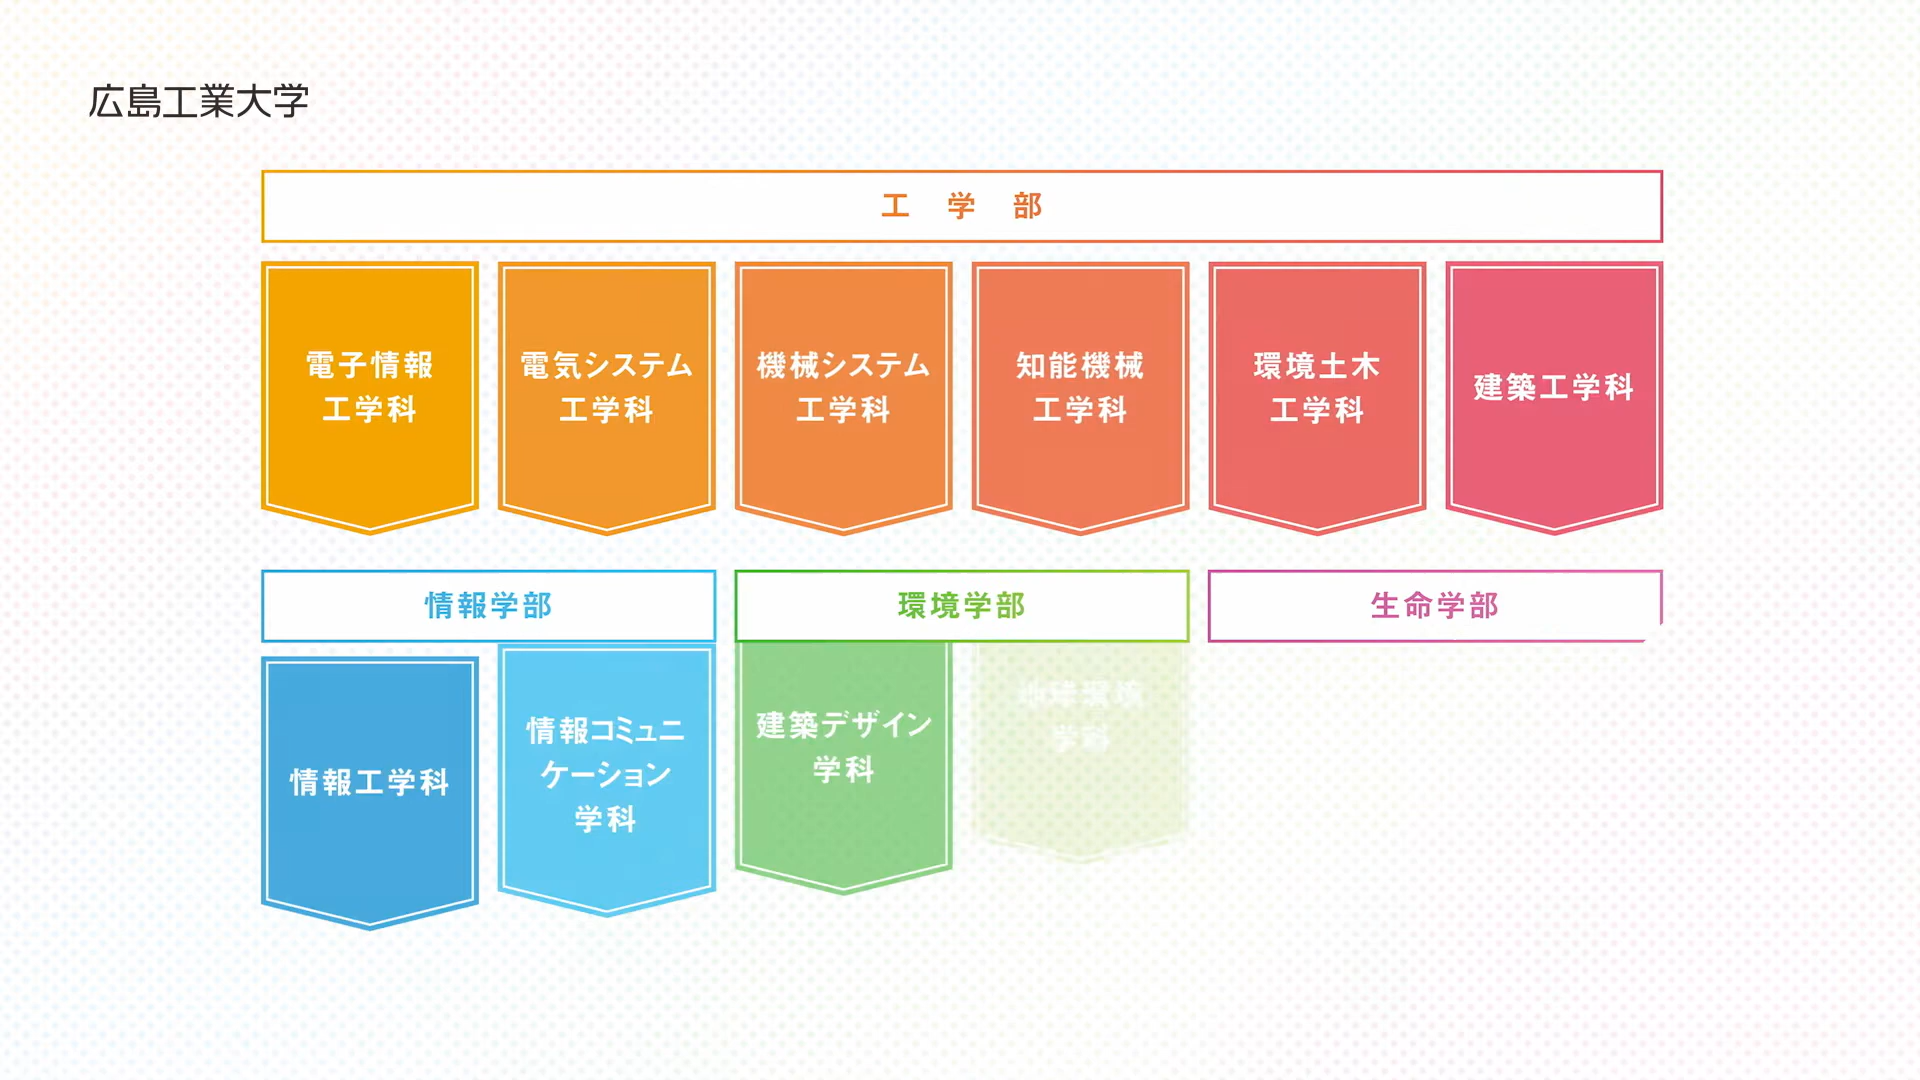 広島工業大学
工学部
電子情報
工学科
電気システム
工学科
機械システム
工学科
知能機械
工学科
環境土木
工学科
建築工学科
情報学部
環境学部
生命学部
情報工学科
情報コミュニ
ケーション
学科
建築デザイン
学科
学科